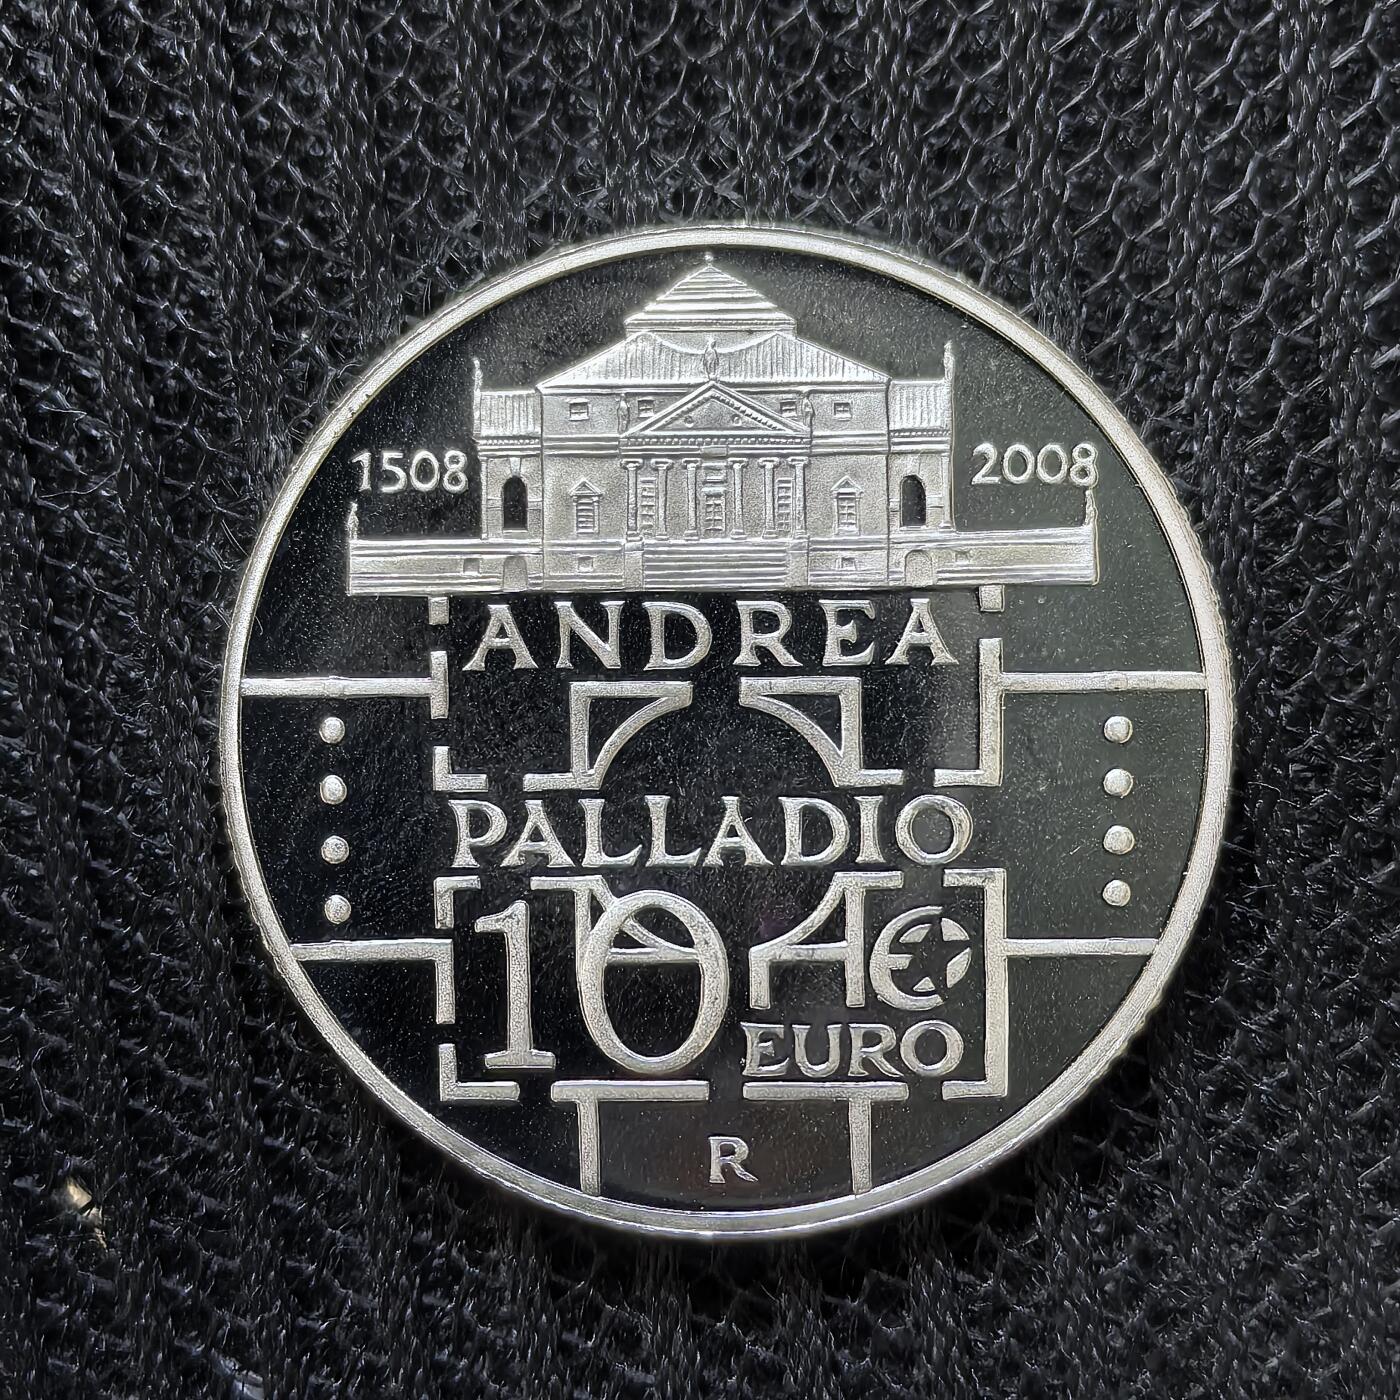 1508 2008
ANDREA
PALLADIO
10 €
EURO
R